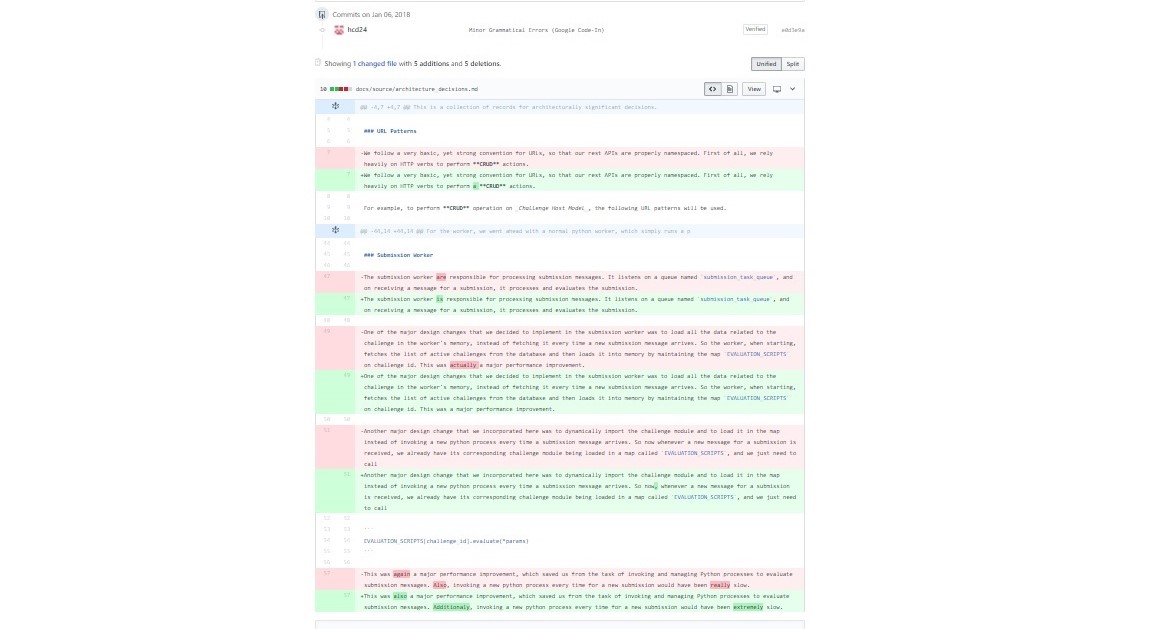 Commits on Jan 06, 2018
hcd24 Minor Grammatical Errors (Google Code-In) Verified
Showing 1 changed file with 5 additions and 5 deletions. Unified Split
10 docs/source/architecture_decisions.md <> View
@@ -4,7 +4,7 @@ This is a collection of records for architecturally significant decisions.
4 4
5 5 ### URL Patterns
6 6
7 -We follow a very basic, yet strong convention for URLs, so that our rest APIs are properly namespaced. First of all, we rely
heavily on HTTP verbs to perform **CRUD** actions.
7 +We follow a very basic, yet strong convention for URLs, so that our rest APIs are properly namespaced. First of all, we rely
heavily on HTTP verbs to perform a **CRUD** actions.
8 8
9 9 For example, to perform **CRUD** operation on _Challenge Host Model_, the following URL patterns will be used.
10 10
@@ -44,14 +44,14 @@ For the worker, we went ahead with a normal python worker, which simply runs a p
44 44
45 45 ### Submission Worker
46 46
47 -The submission worker are responsible for processing submission messages. It listens on a queue named `submission_task_queue`, and
on receiving a message for a submission, it processes and evaluates the submission.
47 +The submission worker is responsible for processing submission messages. It listens on a queue named `submission_task_queue`, and
on receiving a message for a submission, it processes and evaluates the submission.
48 48
49 -One of the major design changes that we decided to implement in the submission worker was to load all the data related to the
challenge in the worker's memory, instead of fetching it every time a new submission message arrives. So the worker, when starting,
fetches the list of active challenges from the database and then loads it into memory by maintaining the map `EVALUATION_SCRIPTS`
on challenge id. This was actually a major performance improvement.
49 +One of the major design changes that we decided to implement in the submission worker was to load all the data related to the
challenge in the worker's memory, instead of fetching it every time a new submission message arrives. So the worker, when starting,
fetches the list of active challenges from the database and then loads it into memory by maintaining the map `EVALUATION_SCRIPTS`
on challenge id. This was a major performance improvement.
50 50
51 -Another major design change that we incorporated here was to dynamically import the challenge module and to load it in the map
instead of invoking a new python process every time a submission message arrives. So now whenever a new message for a submission is
received, we already have its corresponding challenge module being loaded in a map called `EVALUATION_SCRIPTS`, and we just need to
call
51 +Another major design change that we incorporated here was to dynamically import the challenge module and to load it in the map
instead of invoking a new python process every time a submission message arrives. So now, whenever a new message for a submission
is received, we already have its corresponding challenge module being loaded in a map called `EVALUATION_SCRIPTS`, and we just need
to call
52 52
53 53 ```
54 54 EVALUATION_SCRIPTS[challenge_id].evaluate(*params)
55 55 ```
56 56
57 -This was again a major performance improvement, which saved us from the task of invoking and managing Python processes to evaluate
submission messages. Also, invoking a new python process every time for a new submission would have been really slow.
57 +This was also a major performance improvement, which saved us from the task of invoking and managing Python processes to evaluate
submission messages. Additionaly, invoking a new python process every time for a new submission would have been extremely slow.